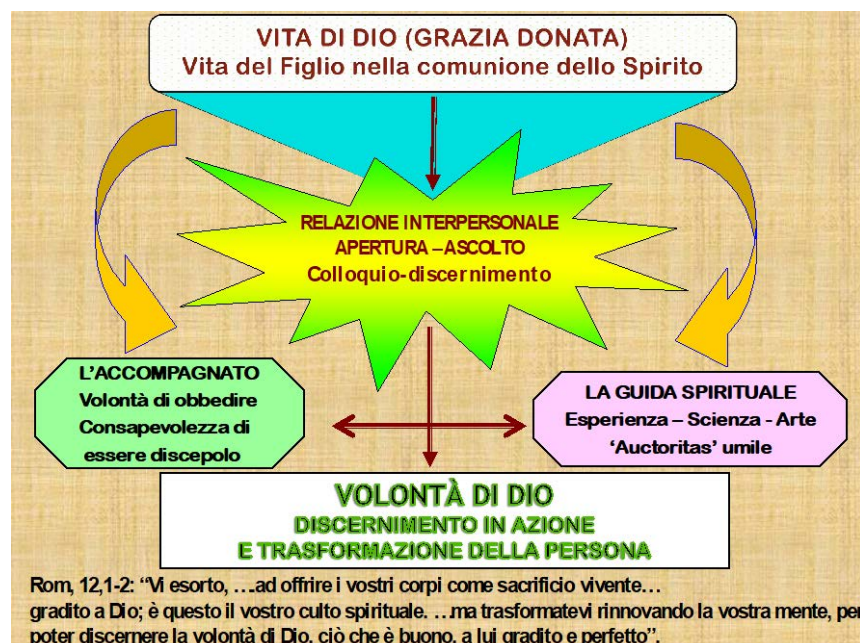 VITA DI DIO (GRAZIA DONATA)
Vita del Figlio nella comunione dello Spirito
RELAZIONE INTERPERSONALE
APERTURA – ASCOLTO
Colloquio-discernimento
L'ACCOMPAGNATO
Volontà di obbedire
Consapevolezza di
essere discepolo
LA GUIDA SPIRITUALE
Esperienza – Scienza - Arte
‘Auctoritas’ umile
VOLONTÀ DI DIO
DISCERNIMENTO IN AZIONE
E TRASFORMAZIONE DELLA PERSONA
Rom, 12,1-2: “Vi esorto, …ad offrire i vostri corpi come sacrificio vivente…
gradito a Dio; è questo il vostro culto spirituale. …ma trasformatevi rinnovando la vostra mente, per
poter discernere la volontà di Dio, ciò che è buono, a lui gradito e perfetto”.